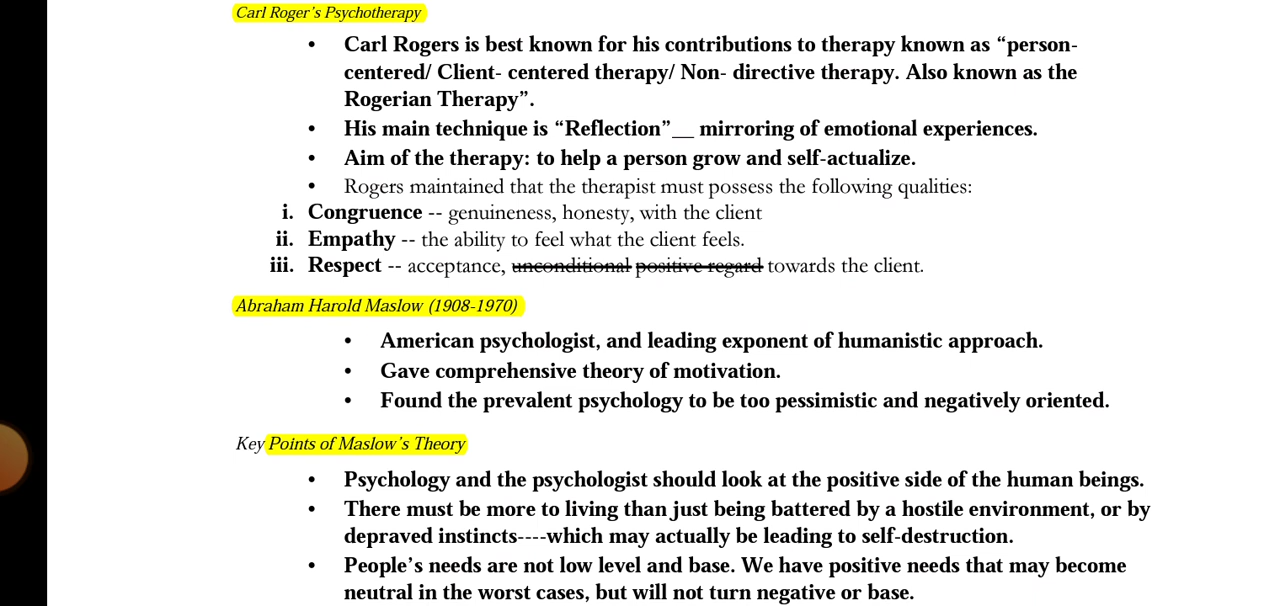 Carl Roger's Psychotherapy
• Carl Rogers is best known for his contributions to therapy known as “person-
centered/ Client- centered therapy/ Non- directive therapy. Also known as the
Rogerian Therapy”.
• His main technique is “Reflection”__ mirroring of emotional experiences.
• Aim of the therapy: to help a person grow and self-actualize.
• Rogers maintained that the therapist must possess the following qualities:
i. Congruence -- genuineness, honesty, with the client
ii. Empathy -- the ability to feel what the client feels.
iii. Respect -- acceptance, unconditional positive regard towards the client.
Abraham Harold Maslow (1908-1970)
• American psychologist, and leading exponent of humanistic approach.
• Gave comprehensive theory of motivation.
• Found the prevalent psychology to be too pessimistic and negatively oriented.
Key Points of Maslow's Theory
• Psychology and the psychologist should look at the positive side of the human beings.
• There must be more to living than just being battered by a hostile environment, or by
depraved instincts----which may actually be leading to self-destruction.
• People's needs are not low level and base. We have positive needs that may become
neutral in the worst cases, but will not turn negative or base.